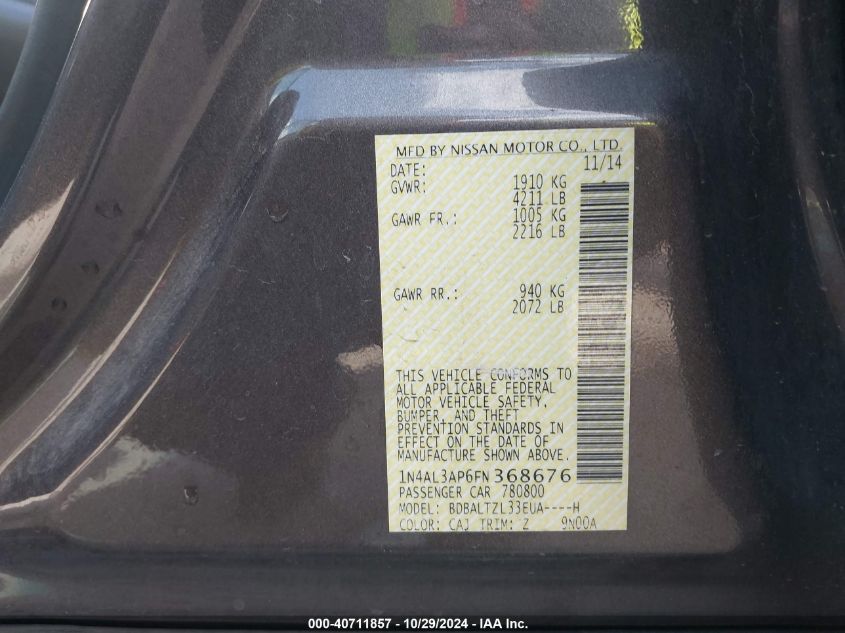 MFD BY NISSAN MOTOR CO., LTD.
DATE: 11/14
GVWR: 1910 KG
4211 LB
GAWR FR.: 1005 KG
2216 LB
GAWR RR.: 940 KG
2072 LB
THIS VEHICLE CONFORMS TO
ALL APPLICABLE FEDERAL
MOTOR VEHICLE SAFETY,
BUMPER, AND THEFT
PREVENTION STANDARDS IN
EFFECT ON THE DATE OF
MANUFACTURE SHOWN ABOVE.
1N4AL3AP6FN368676
PASSENGER CAR 780800
MODEL: BDBALTZL33EUA----H
COLOR: CAJ TRIM: Z 9N00A
000-40711857 - 10/29/2024 - IAA Inc.